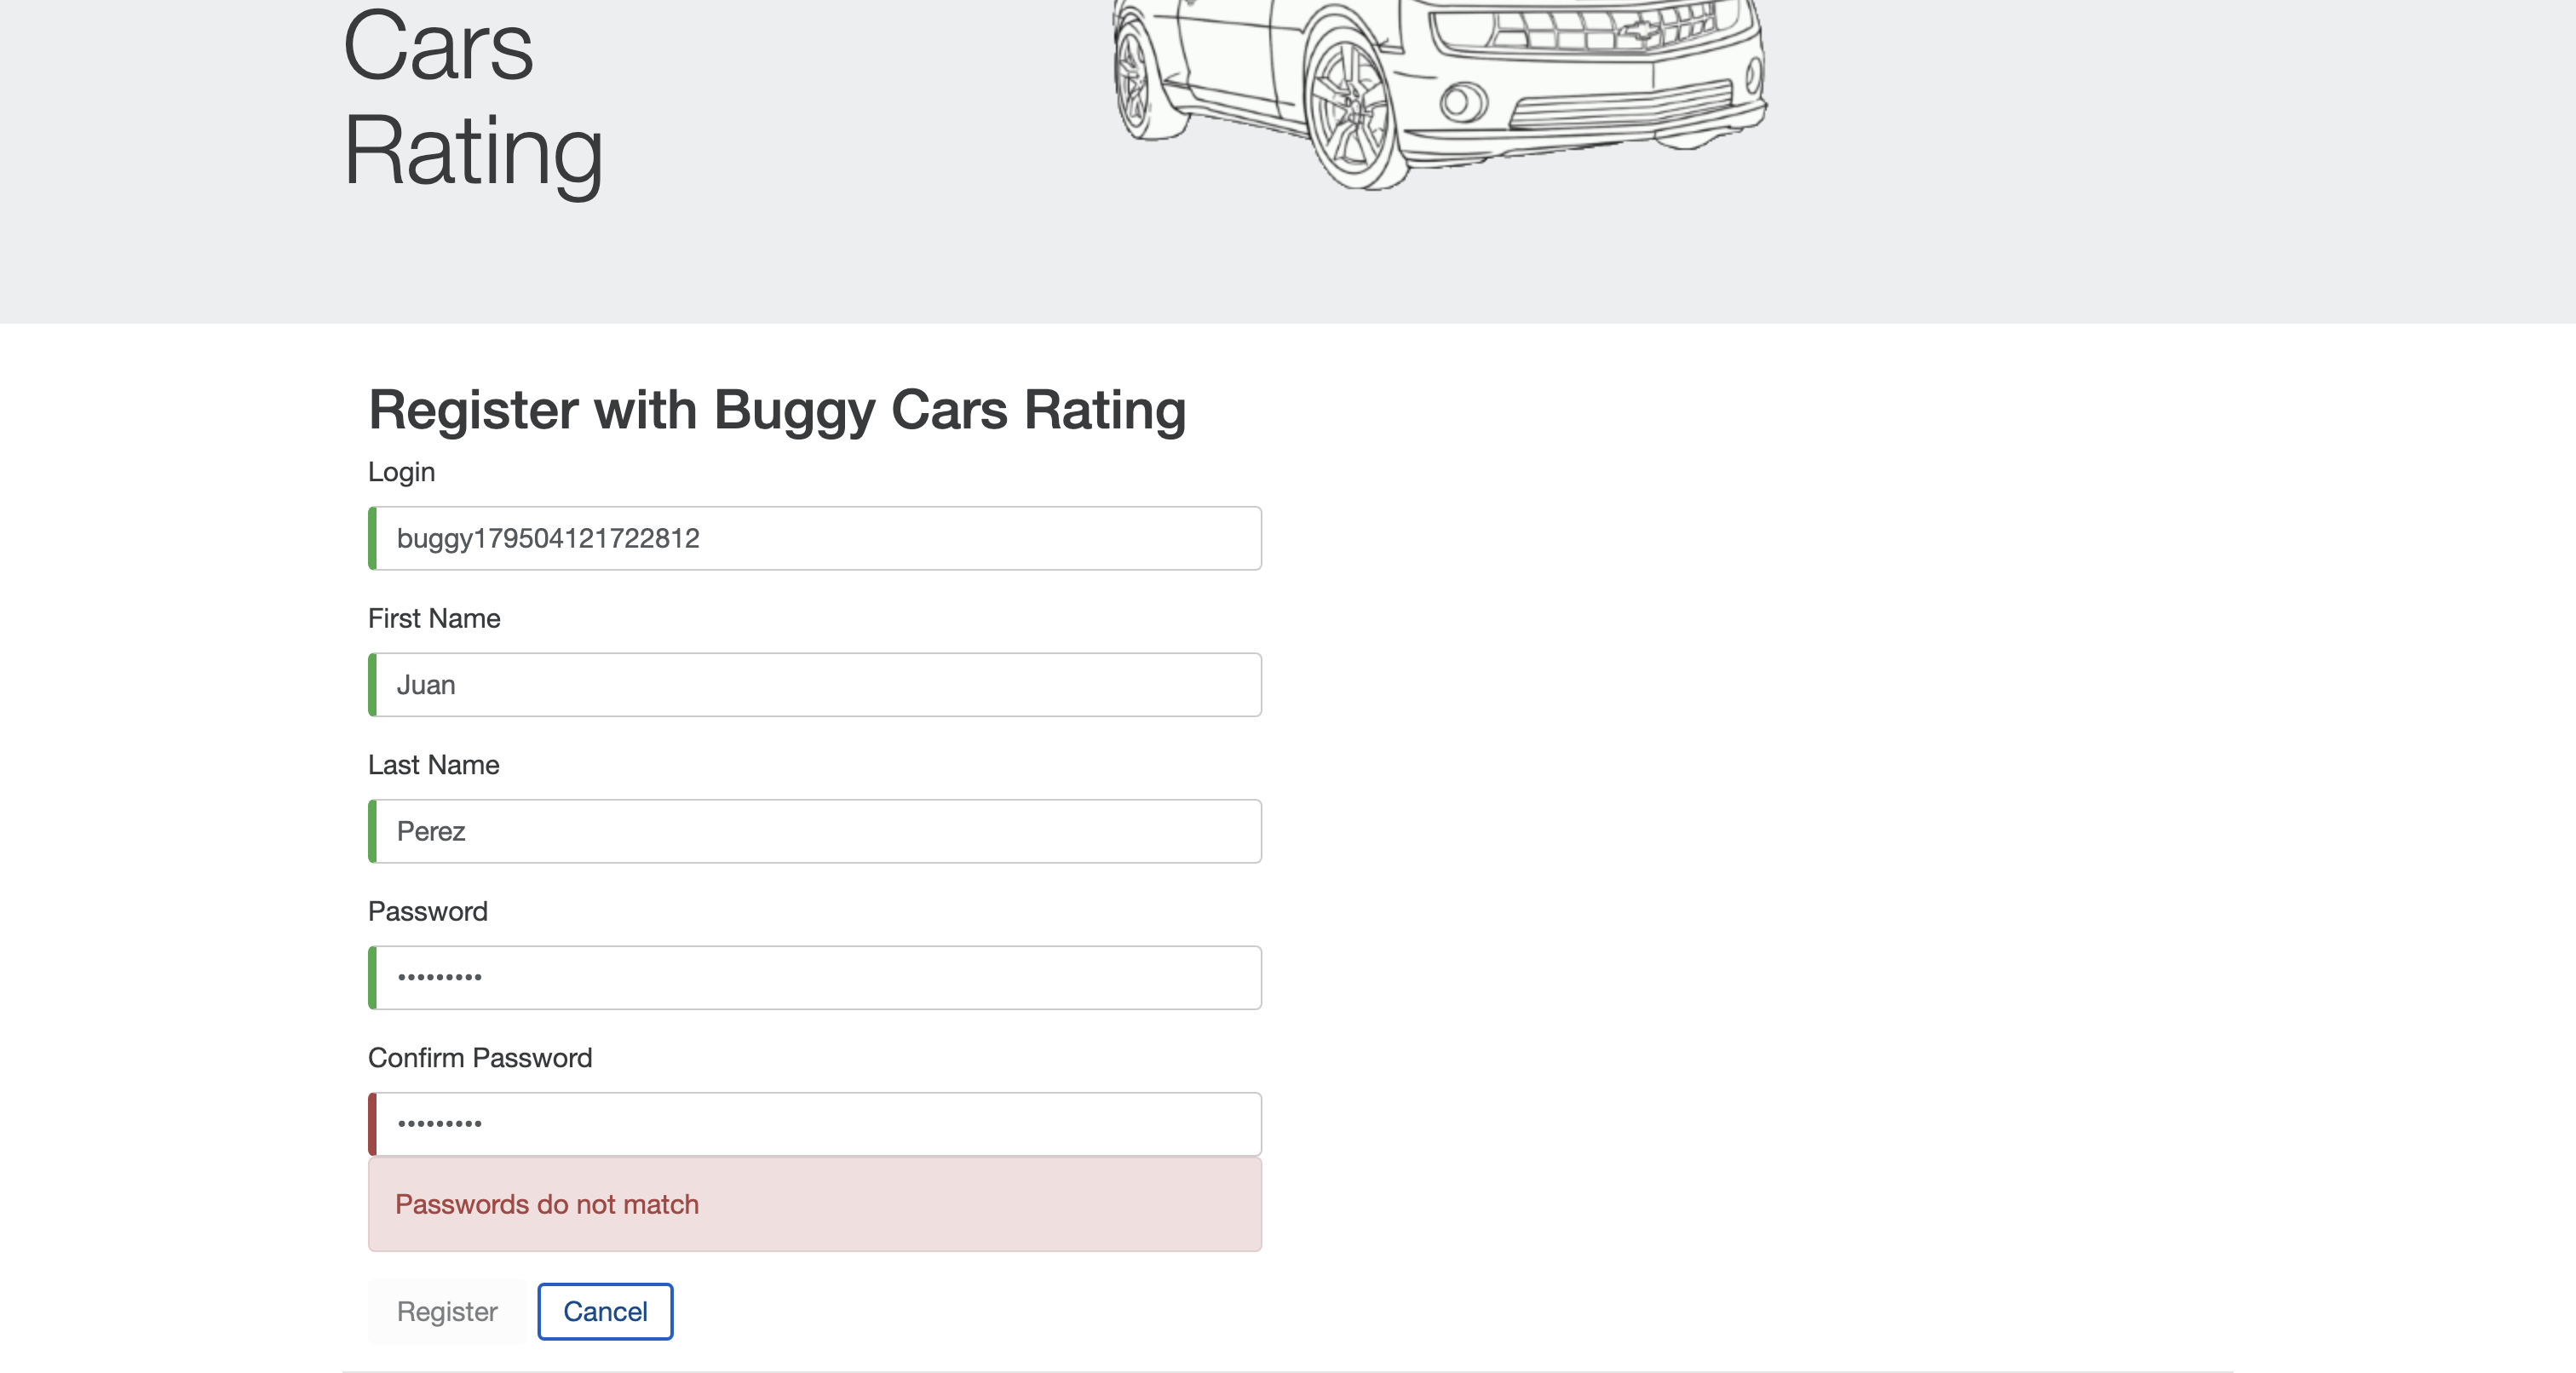 Cars
Rating
Register with Buggy Cars Rating
Login
buggy179504121722812
First Name
Juan
Last Name
Perez
Password
•••••••••
Confirm Password
•••••••••
Passwords do not match
Register Cancel